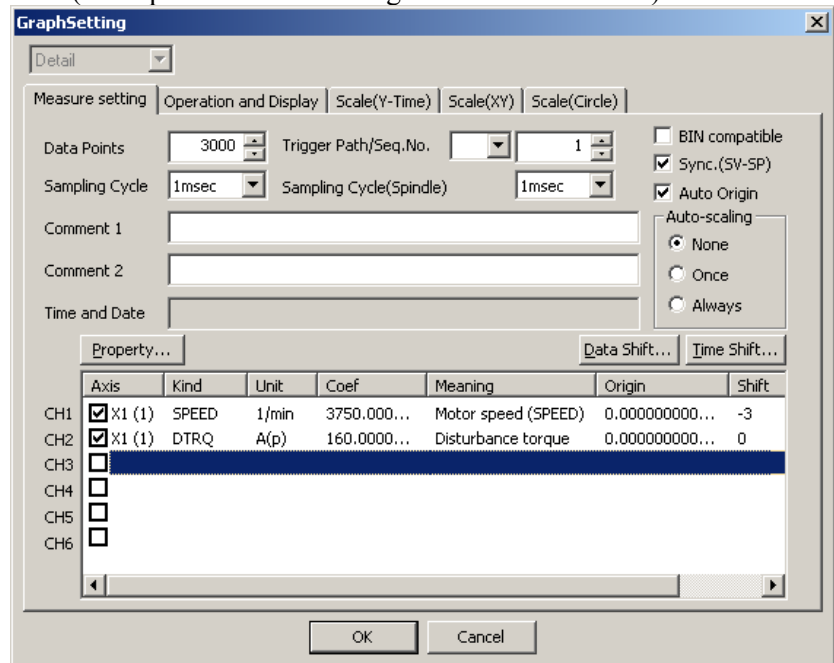 GraphSetting
Detail
Measure setting Operation and Display Scale(Y-Time) Scale(XY) Scale(Circle)
Data Points 3000 Trigger Path/Seq.No. 1 BIN compatible
Sync.(SV-SP)
Sampling Cycle 1msec Sampling Cycle(Spindle) 1msec Auto Origin
Auto-scaling
Comment 1 None
Comment 2 Once
Time and Date Always
Property... Data Shift... Time Shift...
Axis Kind Unit Coef Meaning Origin Shift
CH1 X1 (1) SPEED 1/min 3750.000... Motor speed (SPEED) 0.000000000... -3
CH2 X1 (1) DTRQ A(p) 160.0000... Disturbance torque 0.000000000... 0
CH3
CH4
CH5
CH6
OK Cancel